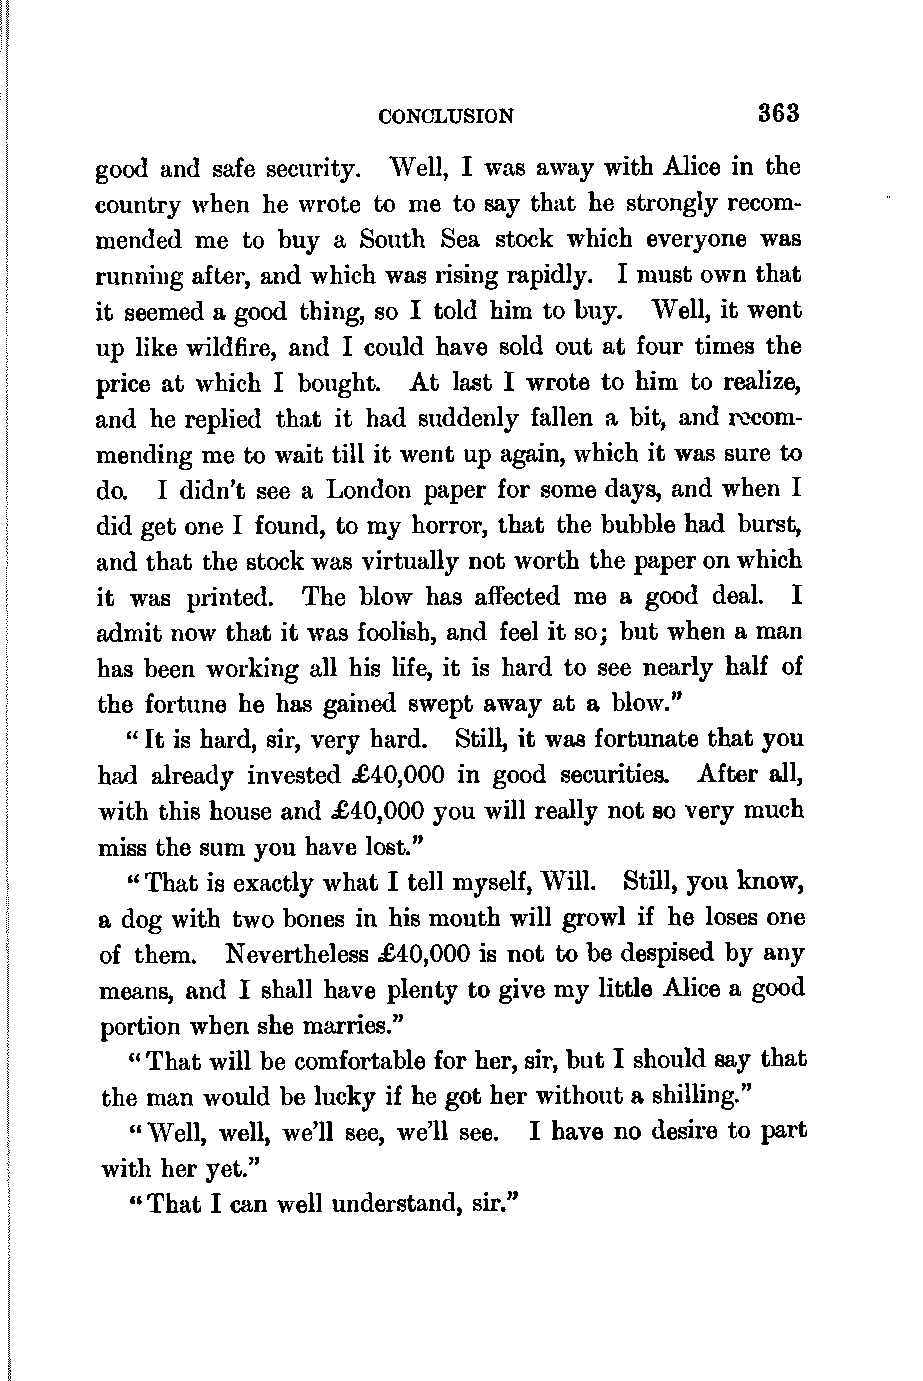 CONCLUSION 363
good and safe security. Well, I was away with Alice in the
country when he wrote to me to say that he strongly recom-
mended me to buy a South Sea stock which everyone was
running after, and which was rising rapidly. I must own that
it seemed a good thing, so I told him to buy. Well, it went
up like wildfire, and I could have sold out at four times the
price at which I bought. At last I wrote to him to realize,
and he replied that it had suddenly fallen a bit, and recom-
mending me to wait till it went up again, which it was sure to
do. I didn't see a London paper for some days, and when I
did get one I found, to my horror, that the bubble had burst,
and that the stock was virtually not worth the paper on which
it was printed. The blow has affected me a good deal. I
admit now that it was foolish, and feel it so; but when a man
has been working all his life, it is hard to see nearly half of
the fortune he has gained swept away at a blow."
"It is hard, sir, very hard. Still, it was fortunate that you
had already invested £40,000 in good securities. After all,
with this house and £40,000 you will really not so very much
miss the sum you have lost."
"That is exactly what I tell myself, Will. Still, you know,
a dog with two bones in his mouth will growl if he loses one
of them. Nevertheless £40,000 is not to be despised by any
means, and I shall have plenty to give my little Alice a good
portion when she marries."
"That will be comfortable for her, sir, but I should say that
the man would be lucky if he got her without a shilling."
"Well, well, we'll see, we'll see. I have no desire to part
with her yet."
"That I can well understand, sir."